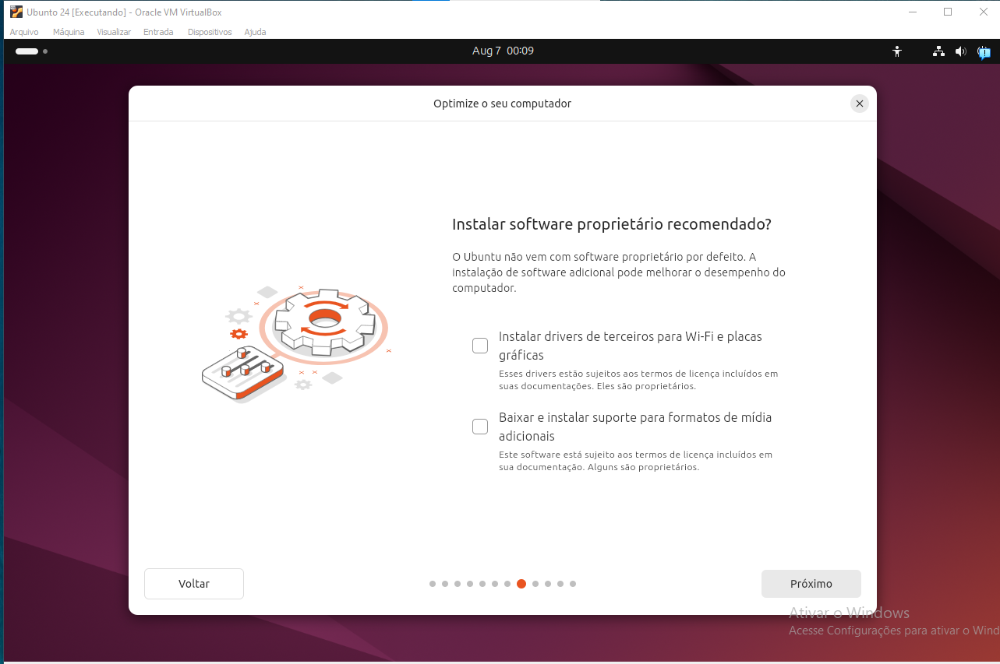 Ubunto 24 [Executando] - Oracle VM VirtualBox
Arquivo Máquina Visualizar Entrada Dispositivos Ajuda
Aug 7 00:09
Optimize o seu computador
Instalar software proprietário recomendado?
O Ubuntu não vem com software proprietário por defeito. A
instalação de software adicional pode melhorar o desempenho do
computador.
Instalar drivers de terceiros para Wi-Fi e placas
gráficas
Esses drivers estão sujeitos aos termos de licença incluídos em
suas documentações. Eles são proprietários.
Baixar e instalar suporte para formatos de mídia
adicionais
Este software está sujeito aos termos de licença incluídos em
sua documentação. Alguns são proprietários.
Voltar
Próximo
Ativar o Windows
Acesse Configurações para ativar o Wind